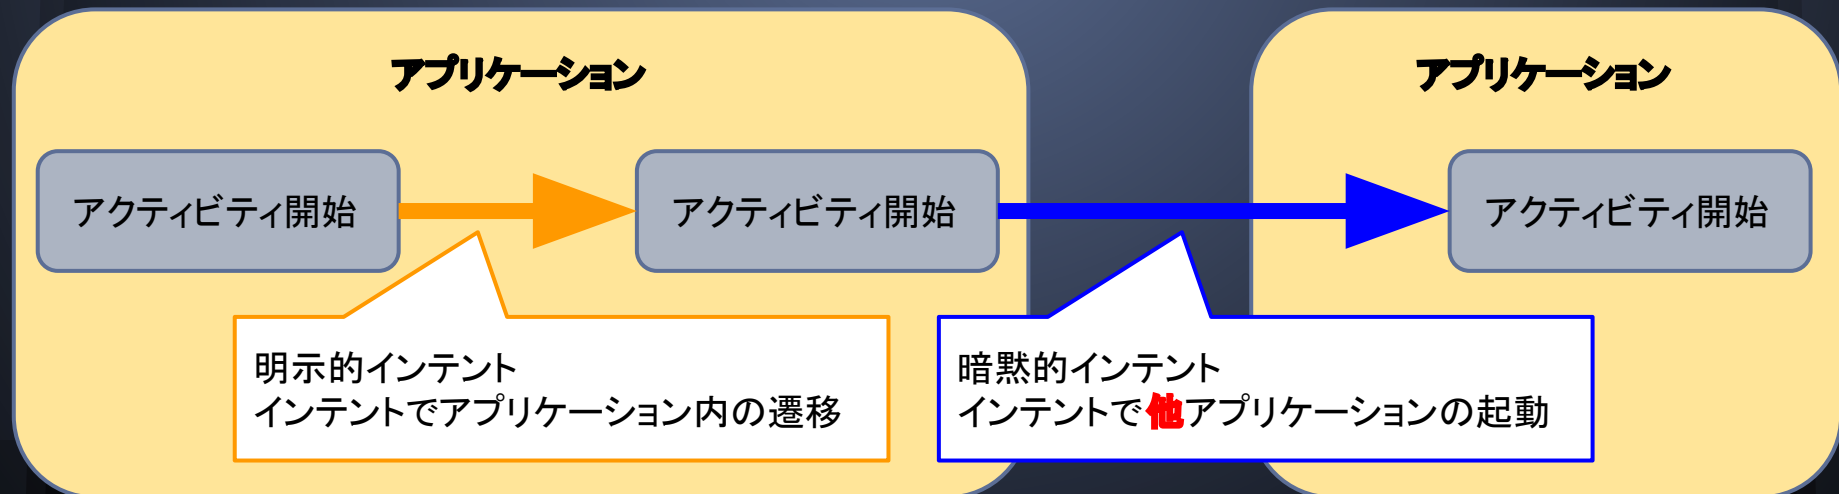 アプリケーション
アプリケーション
アクティビティ開始
アクティビティ開始
アクティビティ開始
明示的インテント
インテントでアプリケーション内の遷移
暗黙的インテント
インテントで他アプリケーションの起動